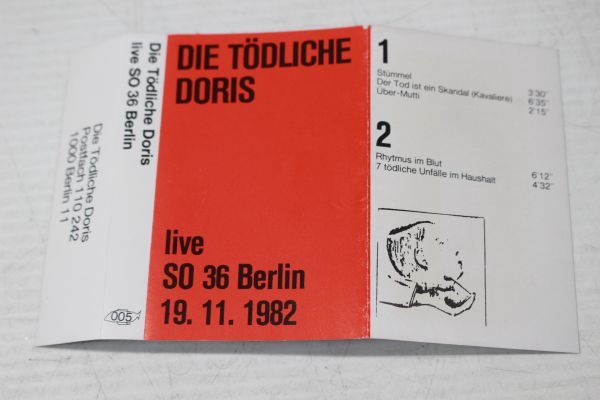 Die Tödliche Doris
Postfach 110 242
1000 Berlin 11
Die Tödliche Doris
live SO 36 Berlin
005
DIE TÖDLICHE
DORIS
live
SO 36 Berlin
19. 11. 1982
1
Stümmel
Der Tod ist ein Skandal (Kavaliere)
Über-Mutti
3'30"
6'35"
2'15"
2
Rhytmus im Blut 6'12"
7 tödliche Unfälle im Haushalt 4'32"